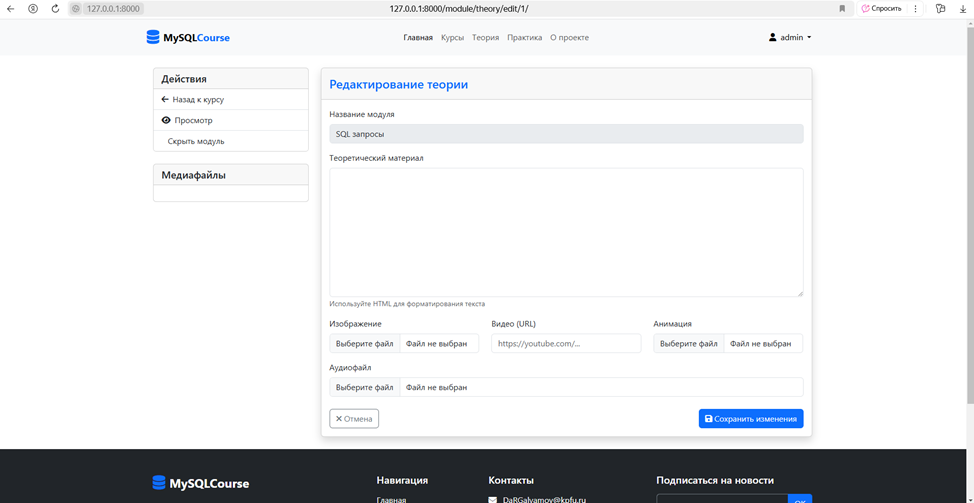 127.0.0.1:8000
127.0.0.1:8000/module/theory/edit/1/
Спросить
MySQLCourse
Главная Курсы Теория Практика О проекте
admin
Действия
Назад к курсу
Просмотр
Скрыть модуль
Медиафайлы
Редактирование теории
Название модуля
SQL запросы
Теоретический материал
Используйте HTML для форматирования текста
Изображение
Выберите файл Файл не выбран
Видео (URL)
https://youtube.com/...
Анимация
Выберите файл Файл не выбран
Аудиофайл
Выберите файл Файл не выбран
Отмена
Сохранить изменения
MySQLCourse
Навигация
Главная
Контакты
DaRGalyamov@kpfu.ru
Подписаться на новости
ОК